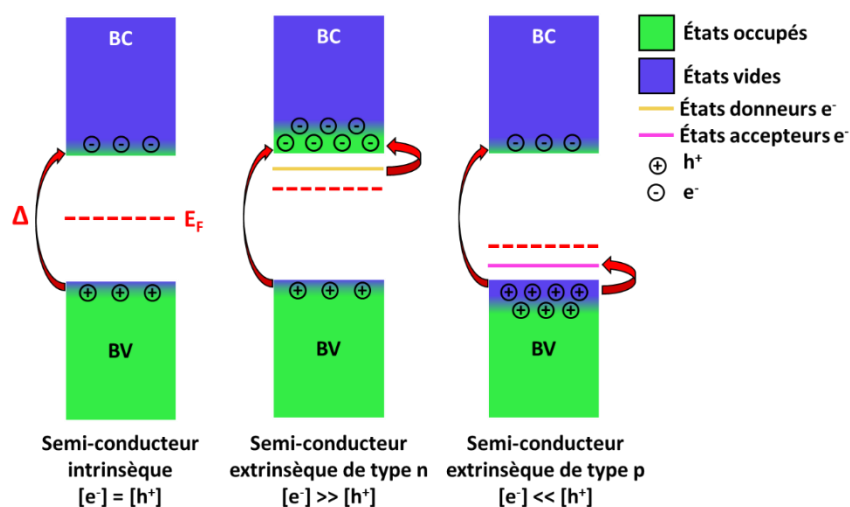 BC
BC
BC
États occupés
États vides
États donneurs e-
États accepteurs e-
h+
e-
Δ
EF
BV
BV
BV
Semi-conducteur
intrinsèque
[e-] = [h+]
Semi-conducteur
extrinsèque de type n
[e-] >> [h+]
Semi-conducteur
extrinsèque de type p
[e-] << [h+]